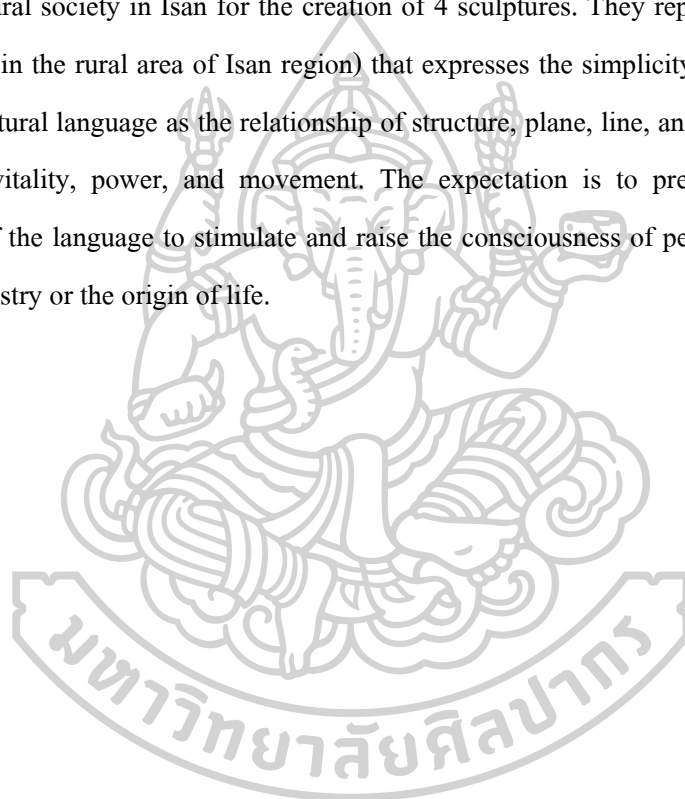 ral society in Isan for the creation of 4 sculptures. They rep
in the rural area of Isan region) that expresses the simplicity
tural language as the relationship of structure, plane, line, an
vitality, power, and movement. The expectation is to pre
f the language to stimulate and raise the consciousness of pe
stry or the origin of life.
มหาวิทยาลัยศิลปากร